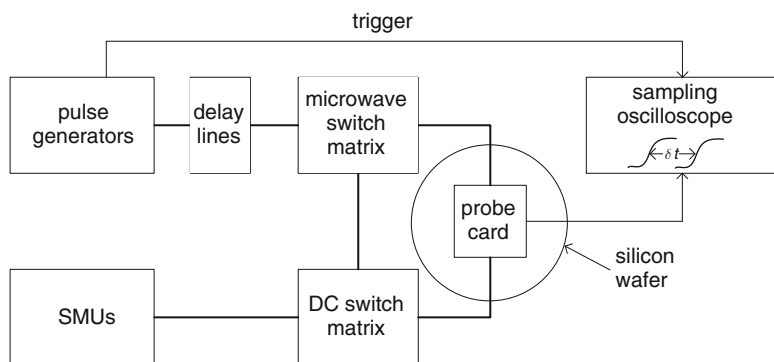 trigger
pulse
generators
delay
lines
microwave
switch
matrix
sampling
oscilloscope
δt
probe
card
silicon
wafer
SMUs
DC switch
matrix